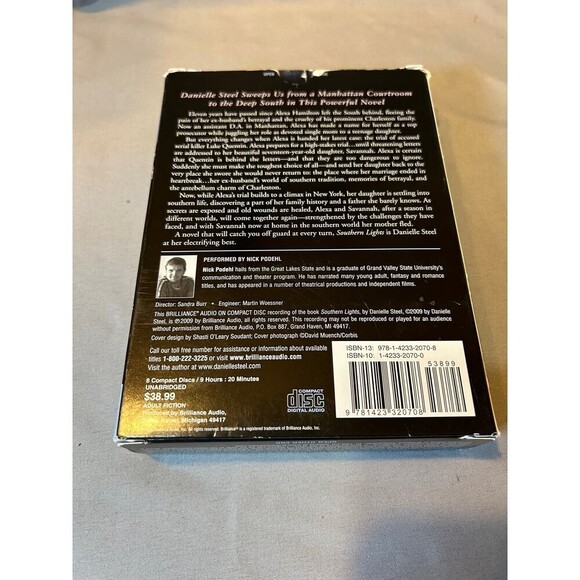 OPEN
Danielle Steel Sweeps Us from a Manhattan Courtroom
to the Deep South in This Powerful Novel
Eleven years have passed since Alexa Hamilton left the South behind, fleeing the
pain of her ex-husband's betrayal and the cruelty of his prominent Charleston family.
Now an assistant D.A. in Manhattan, Alexa has made a name for herself as a top
prosecutor while juggling her role as devoted single mom to a teenage daughter.
But everything changes when Alexa is handed her latest case: the trial of accused
serial killer Luke Quentin. Alexa prepares for a high-stakes trial…until threatening letters
are addressed to her beautiful seventeen-year-old daughter, Savannah. Alexa is certain
that Quentin is behind the letters—and that they are too dangerous to ignore.
Suddenly she must make the toughest choice of all—and send her daughter back to the
very place she swore she would never return to: the place where her marriage ended in
heartbreak…her ex-husband's world of southern tradition, memories of betrayal, and
the antebellum charm of Charleston.
Now, while Alexa's trial builds to a climax in New York, her daughter is settling into
southern life, discovering a part of her family history and a father she barely knows. As
secrets are exposed and old wounds are healed, Alexa and Savannah, after a season in
different worlds, will come together again—strengthened by the challenges they have
faced, and with Savannah now at home in the southern world her mother fled.
A novel that will catch you off guard at every turn, Southern Lights is Danielle Steel
at her electrifying best.
PERFORMED BY NICK PODEHL
Nick Podehl hails from the Great Lakes State and is a graduate of Grand Valley State University's
communication and theater program. He has narrated many young adult, fantasy and romance
titles, and has appeared in a number of theatrical productions and independent films.
Director: Sandra Burr • Engineer: Martin Woessner
This BRILLIANCE AUDIO ON COMPACT DISC recording of the book Southern Lights, by Danielle Steel, ©2009 by Danielle
Steel, ℗2009 by Brilliance Audio, all rights reserved. This recording may not be reproduced or played for an audience
without permission from Brilliance Audio, P.O. Box 887, Grand Haven, MI 49417.
Cover design by Shasti O'Leary Soudant; Cover photograph ©David Muench/Corbis
Call our toll free number for assistance or information about available
titles 1-800-222-3225 or visit www.brillianceaudio.com.
Visit the author at www.daniellesteel.com.
8 Compact Discs / 9 Hours : 20 Minutes
UNABRIDGED
$38.99
ADULT FICTION
Produced by Brilliance Audio,
Grand Haven, Michigan 49417
Brilliance Audio, Inc. All rights reserved. Brilliance® is a registered trademark of Brilliance Audio, Inc.
COMPACT
disc
DIGITAL AUDIO
ISBN-13: 978-1-4233-2070-8
ISBN-10: 1-4233-2070-0
53899
9 781423 320708